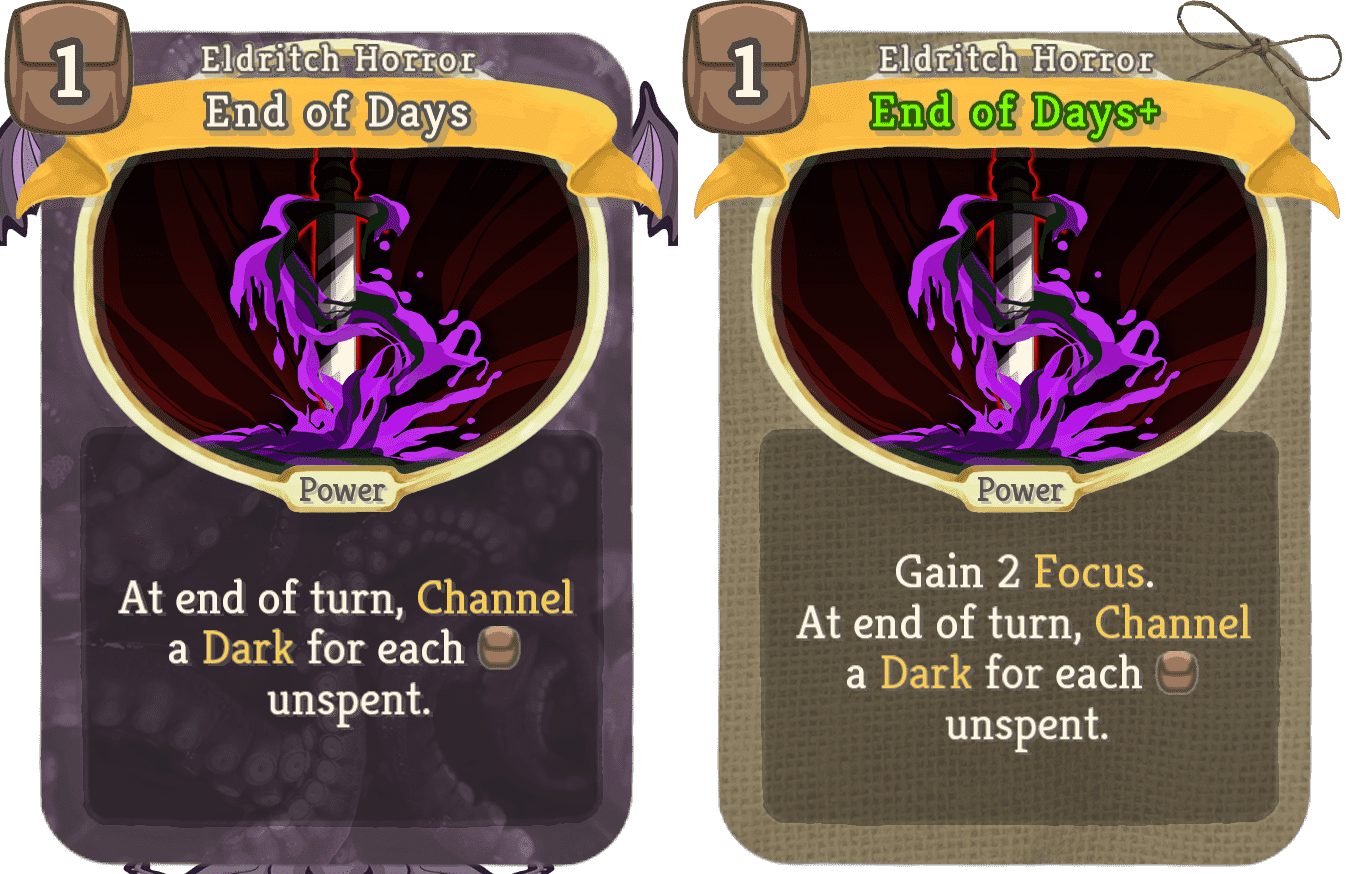 1
Eldritch Horror
End of Days
Power
At end of turn, Channel
a Dark for each
unspent.
1
Eldritch Horror
End of Days+
Power
Gain 2 Focus.
At end of turn, Channel
a Dark for each
unspent.